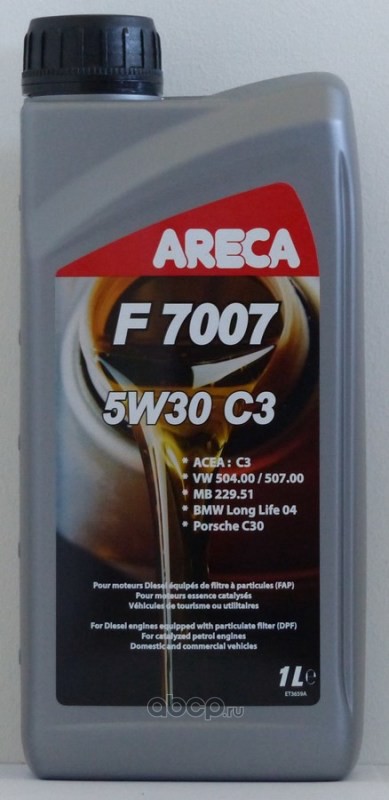 ARECA
F 7007
5W30 C3
• ACEA : C3
• VW 504.00 / 507.00
• MB 229.51
• BMW Long Life 04
• Porsche C30
Pour moteurs Diesel équipés de filtre à particules (FAP)
Pour moteurs essence catalysés
Véhicules de tourisme ou utilitaires
For Diesel engines equipped with particulate filter (DPF)
For catalyzed petrol engines
Domestic and commercial vehicles
1L℮
abcp.ru